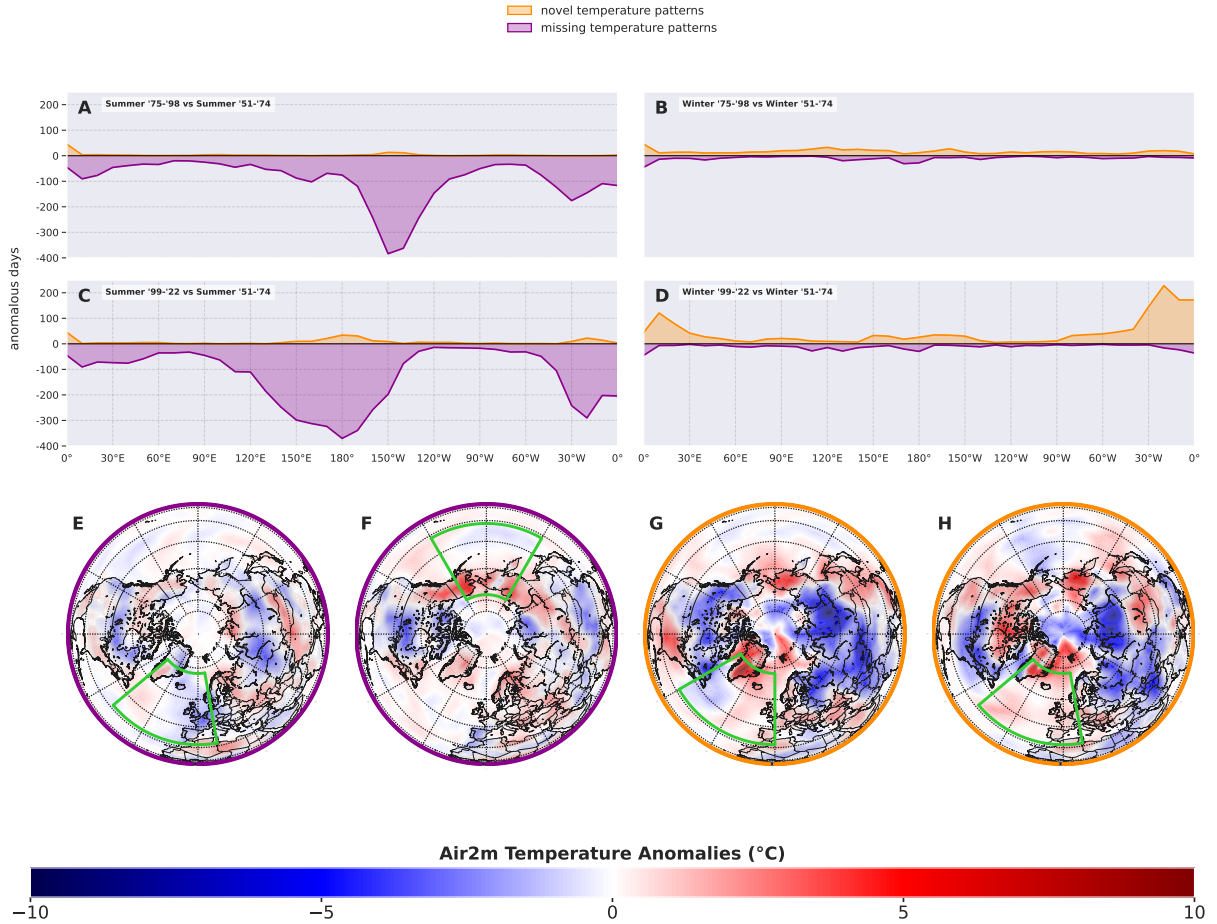 novel temperature patterns
missing temperature patterns
A Summer '75-'98 vs Summer '51-'74
B Winter '75-'98 vs Winter '51-'74
200
100
0
-100
-200
-300
-400
anomalous days
C Summer '99-'22 vs Summer '51-'74
D Winter '99-'22 vs Winter '51-'74
200
100
0
-100
-200
-300
-400
0° 30°E 60°E 90°E 120°E 150°E 180° 150°W 120°W 90°W 60°W 30°W 0°
0° 30°E 60°E 90°E 120°E 150°E 180° 150°W 120°W 90°W 60°W 30°W 0°
E F G H
Air2m Temperature Anomalies (°C)
−10 −5 0 5 10